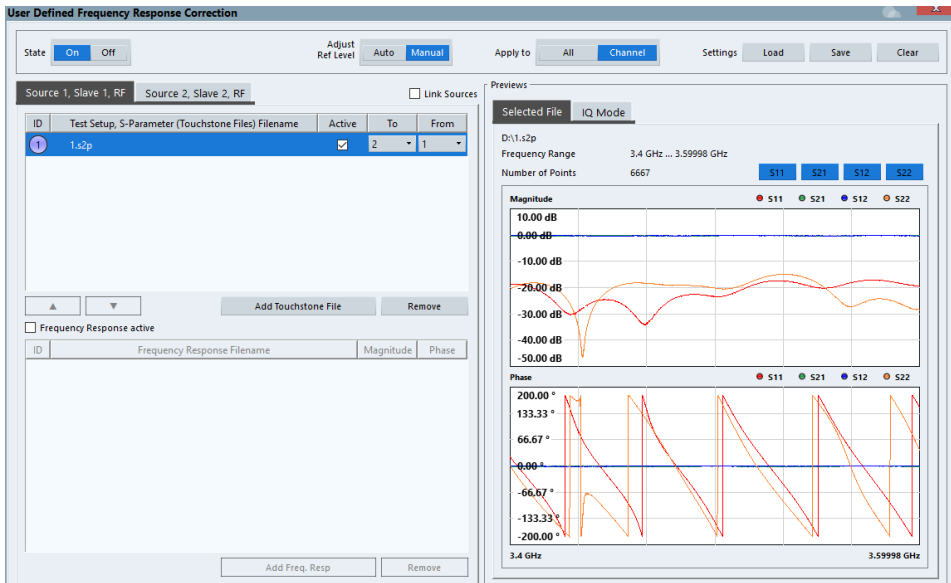 User Defined Frequency Response Correction
State On Off Adjust Ref Level Auto Manual Apply to All Channel Settings Load Save Clear
Source 1, Slave 1, RF Source 2, Slave 2, RF Link Sources
ID Test Setup, S-Parameter (Touchstone Files) Filename Active To From
1 1.s2p 2 1
Add Touchstone File Remove
Frequency Response active
ID Frequency Response Filename Magnitude Phase
Add Freq. Resp Remove
Previews
Selected File IQ Mode
D:\1.s2p
Frequency Range 3.4 GHz ... 3.59998 GHz
Number of Points 6667 S11 S21 S12 S22
Magnitude S11 S21 S12 S22
10.00 dB
0.00 dB
-10.00 dB
-20.00 dB
-30.00 dB
-40.00 dB
-50.00 dB
Phase S11 S21 S12 S22
200.00 °
133.33 °
66.67 °
0.00 °
-66.67 °
-133.33 °
-200.00 °
3.4 GHz 3.59998 GHz